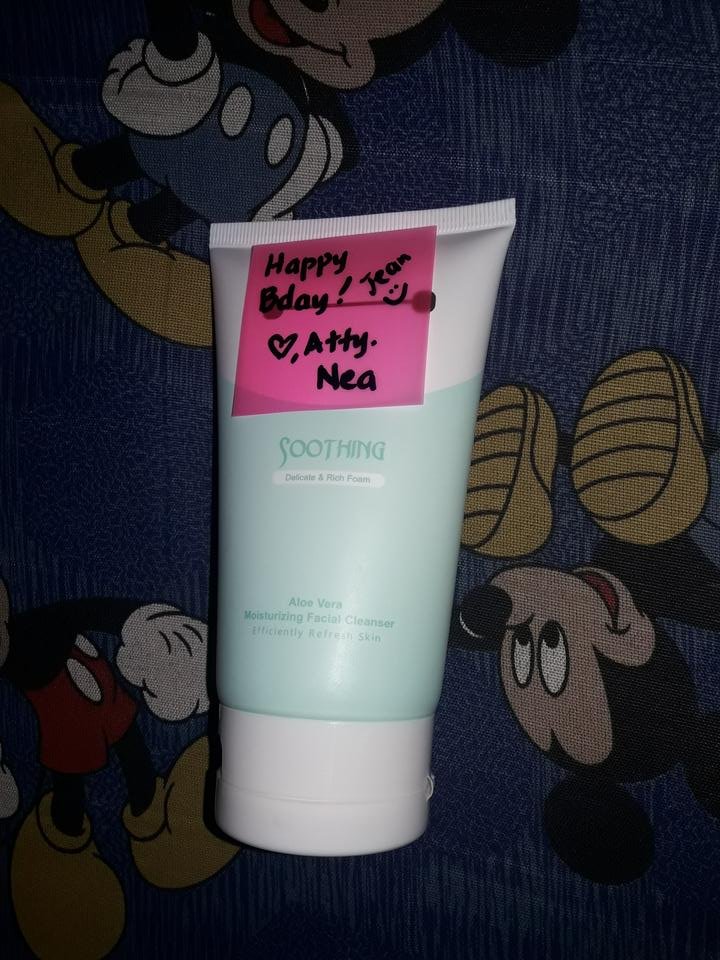 Happy
Bday! Jean
♡, Atty.
Nea
SOOTHING
Delicate & Rich Foam
Aloe Vera
Moisturizing Facial Cleanser
Efficiently Refresh Skin